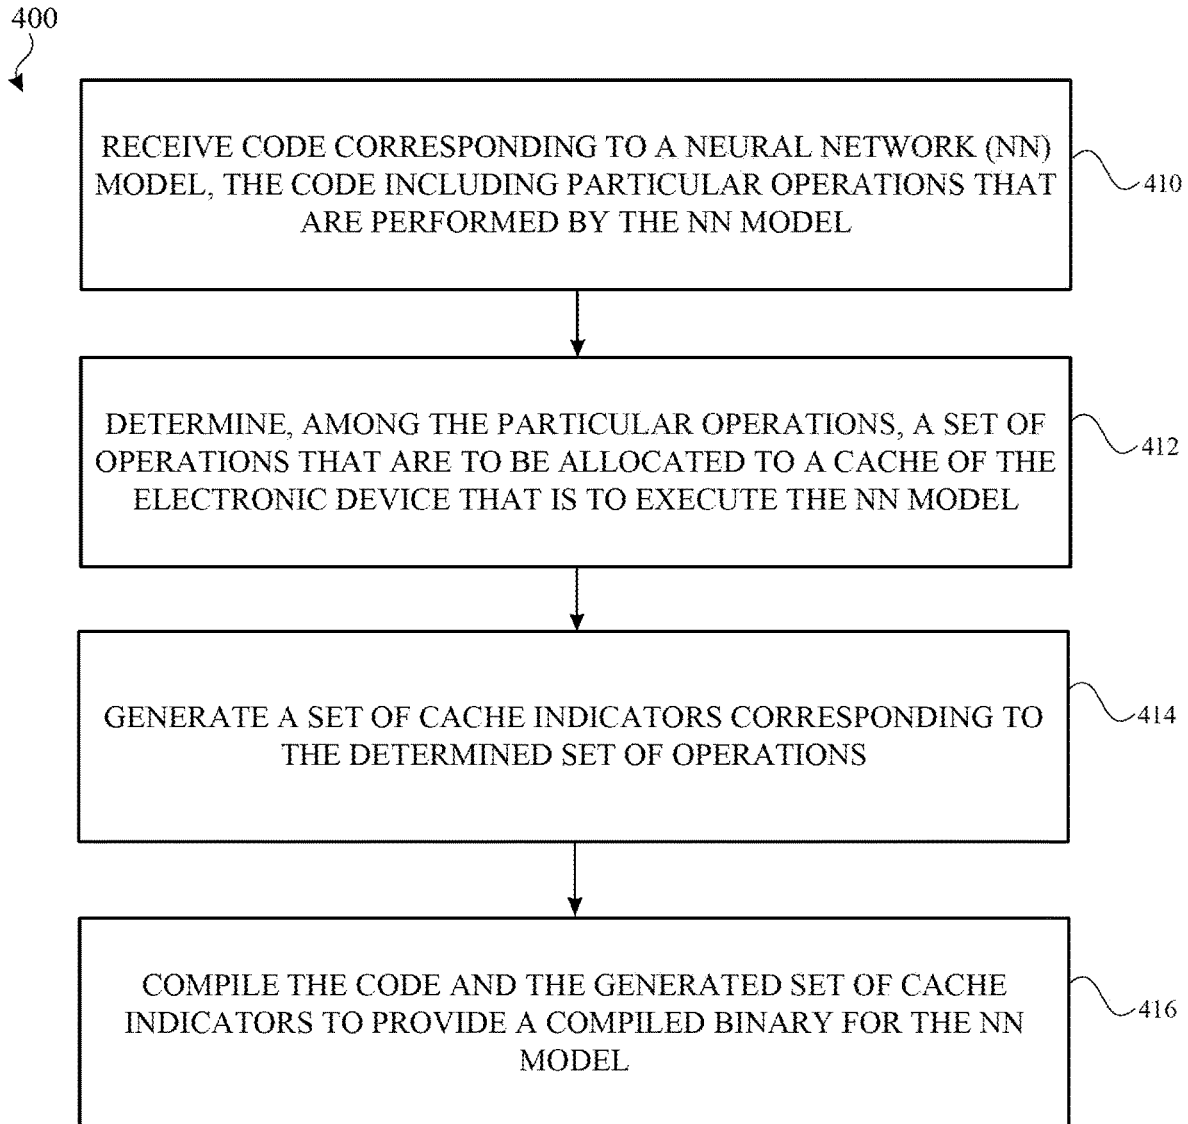 400
RECEIVE CODE CORRESPONDING TO A NEURAL NETWORK (NN)
MODEL, THE CODE INCLUDING PARTICULAR OPERATIONS THAT
ARE PERFORMED BY THE NN MODEL
410
DETERMINE, AMONG THE PARTICULAR OPERATIONS, A SET OF
OPERATIONS THAT ARE TO BE ALLOCATED TO A CACHE OF THE
ELECTRONIC DEVICE THAT IS TO EXECUTE THE NN MODEL
412
GENERATE A SET OF CACHE INDICATORS CORRESPONDING TO
THE DETERMINED SET OF OPERATIONS
414
COMPILE THE CODE AND THE GENERATED SET OF CACHE
INDICATORS TO PROVIDE A COMPILED BINARY FOR THE NN
MODEL
416